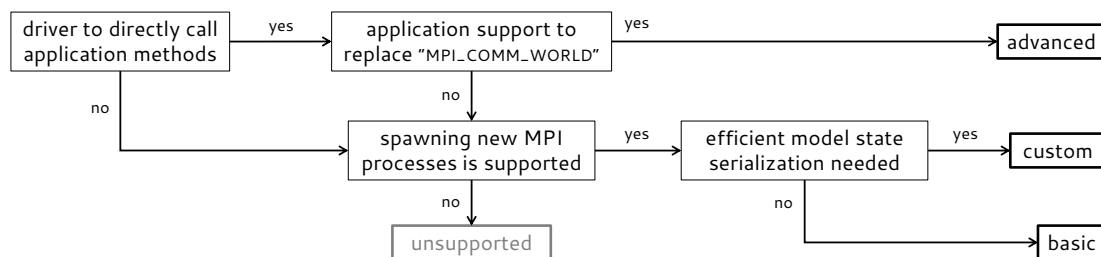 driver to directly call
application methods
yes
application support to
replace “MPI_COMM_WORLD”
yes
advanced
no
no
spawning new MPI
processes is supported
yes
efficient model state
serialization needed
yes
custom
no
no
unsupported
basic